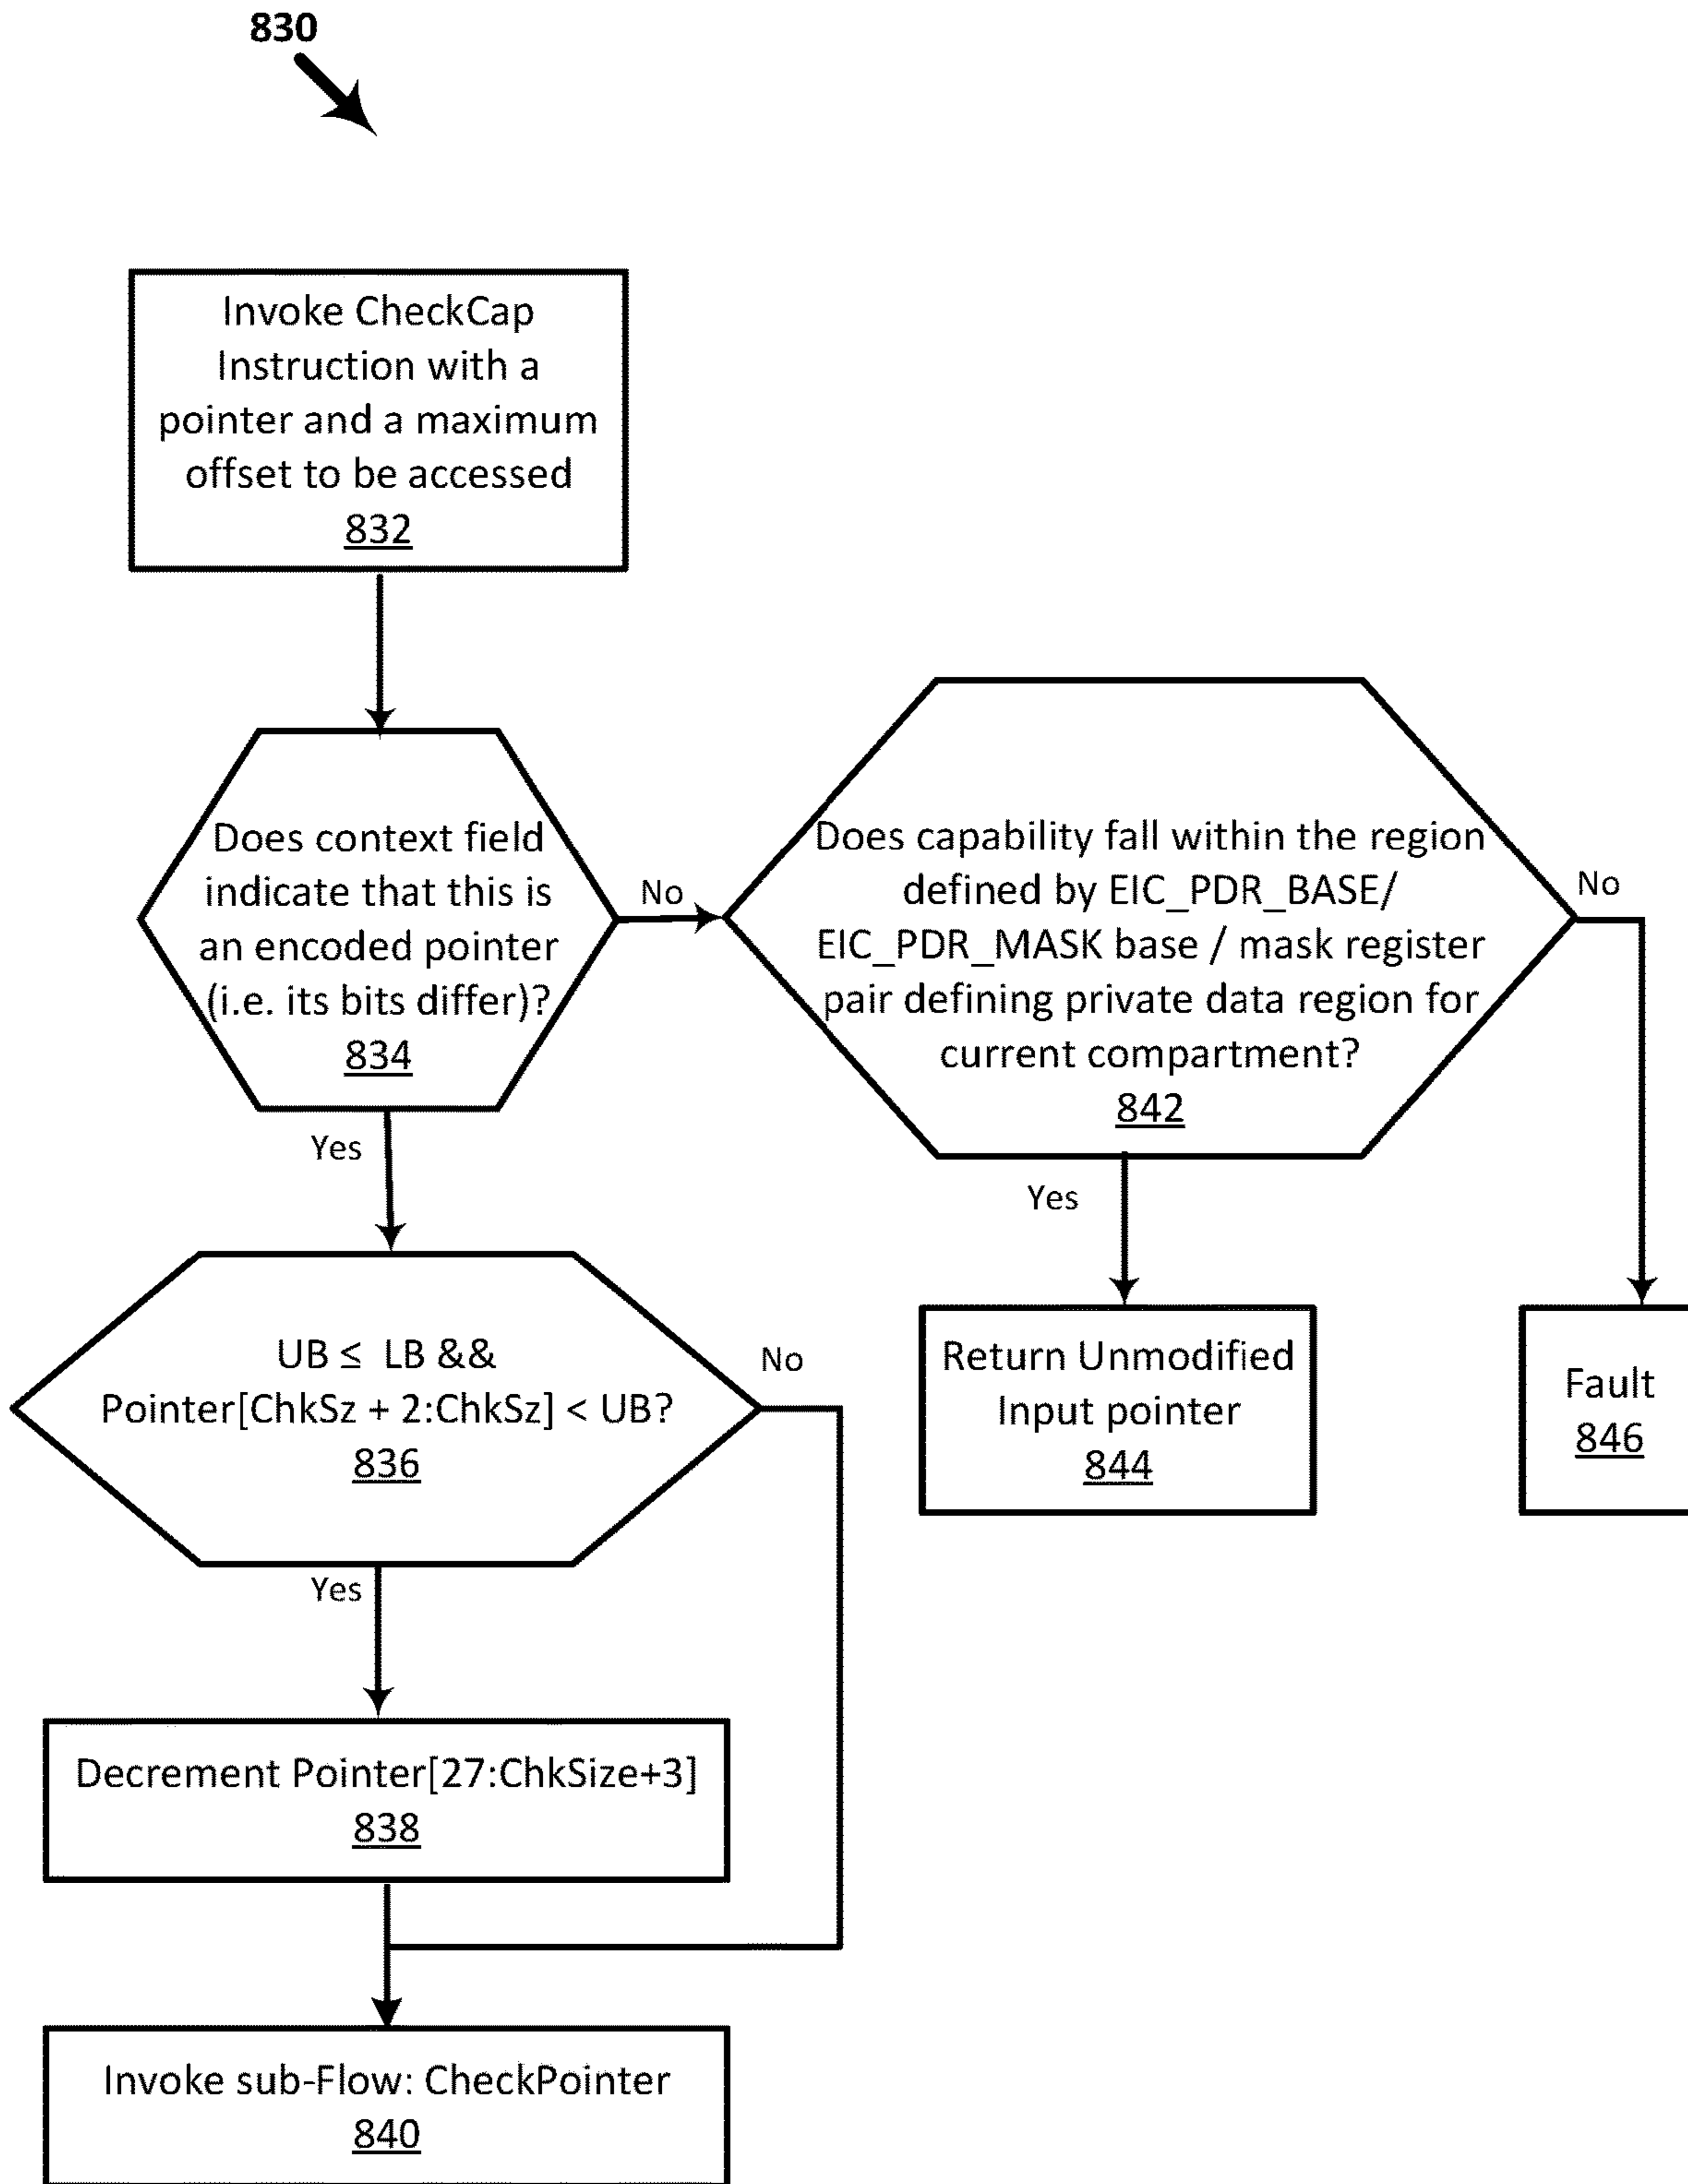 830
Invoke CheckCap
Instruction with a
pointer and a maximum
offset to be accessed
832
Does context field
indicate that this is
an encoded pointer
(i.e. its bits differ)?
834
No
Does capability fall within the region
defined by EIC_PDR_BASE/
EIC_PDR_MASK base / mask register
pair defining private data region for
current compartment?
842
No
Yes
Yes
UB ≤ LB &&
Pointer[ChkSz + 2:ChkSz] < UB?
836
No
Return Unmodified
Input pointer
844
Fault
846
Yes
Decrement Pointer[27:ChkSize+3]
838
Invoke sub-Flow: CheckPointer
840